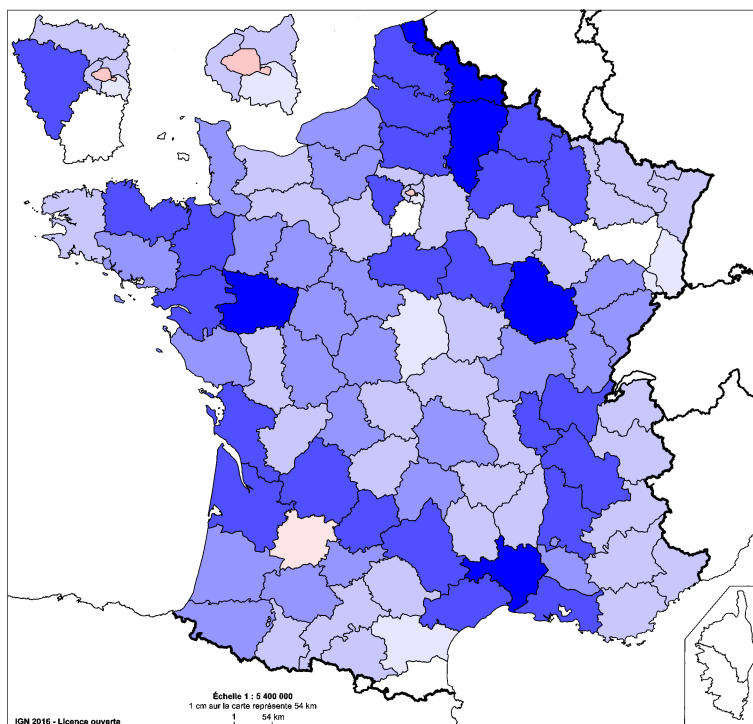 Échelle 1 : 5 400 000
1 cm sur la carte représente 54 km
1 54 km
IGN 2016 - Licence ouverte